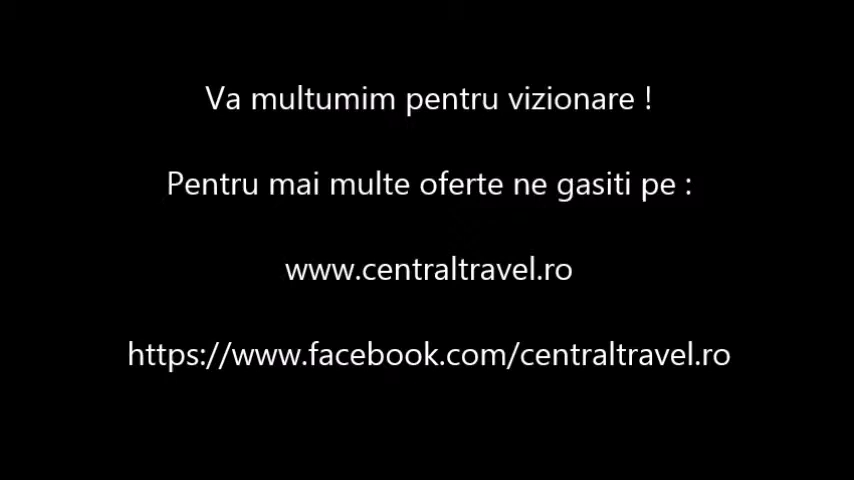 Va multumim pentru vizionare !
Pentru mai multe oferte ne gasiti pe :
www.centraltravel.ro
https://www.facebook.com/centraltravel.ro